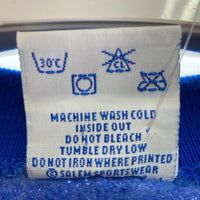 30°C CL
MACHINE WASH COLD
INSIDE OUT
DO NOT BLEACH
TUMBLE DRY LOW
DO NOT IRON WHERE PRINTED
© SALEM SPORTSWEAR